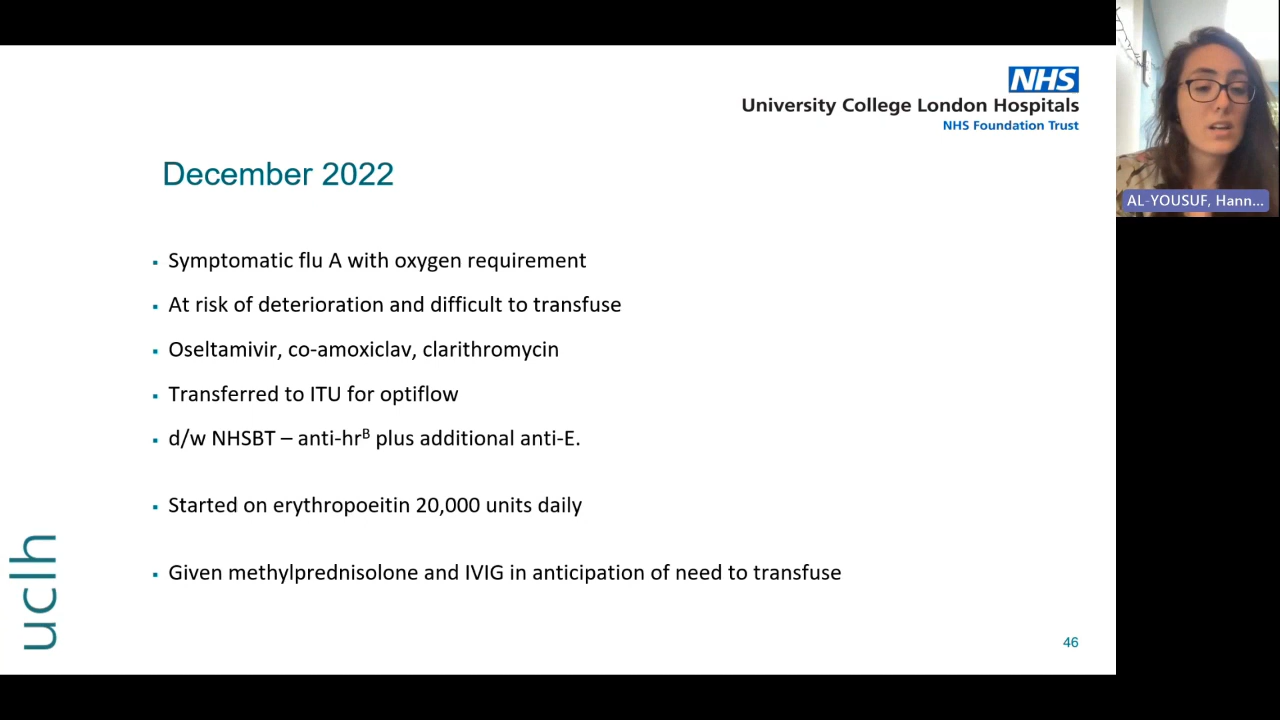 NHS
University College London Hospitals
NHS Foundation Trust
AL-YOUSUF, Hann...
December 2022
▪ Symptomatic flu A with oxygen requirement
▪ At risk of deterioration and difficult to transfuse
▪ Oseltamivir, co-amoxiclav, clarithromycin
▪ Transferred to ITU for optiflow
▪ d/w NHSBT – anti-hrᴮ plus additional anti-E.
▪ Started on erythropoeitin 20,000 units daily
▪ Given methylprednisolone and IVIG in anticipation of need to transfuse
uclh
46